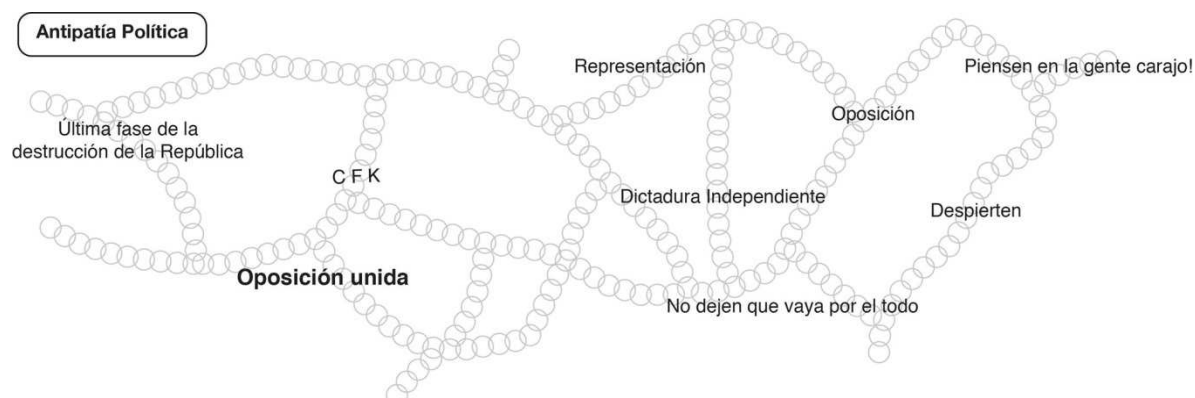 Antipatía Política
Representación
Piensen en la gente carajo!
Oposición
Última fase de la
destrucción de la República
C F K
Dictadura Independiente
Despierten
Oposición unida
No dejen que vaya por el todo